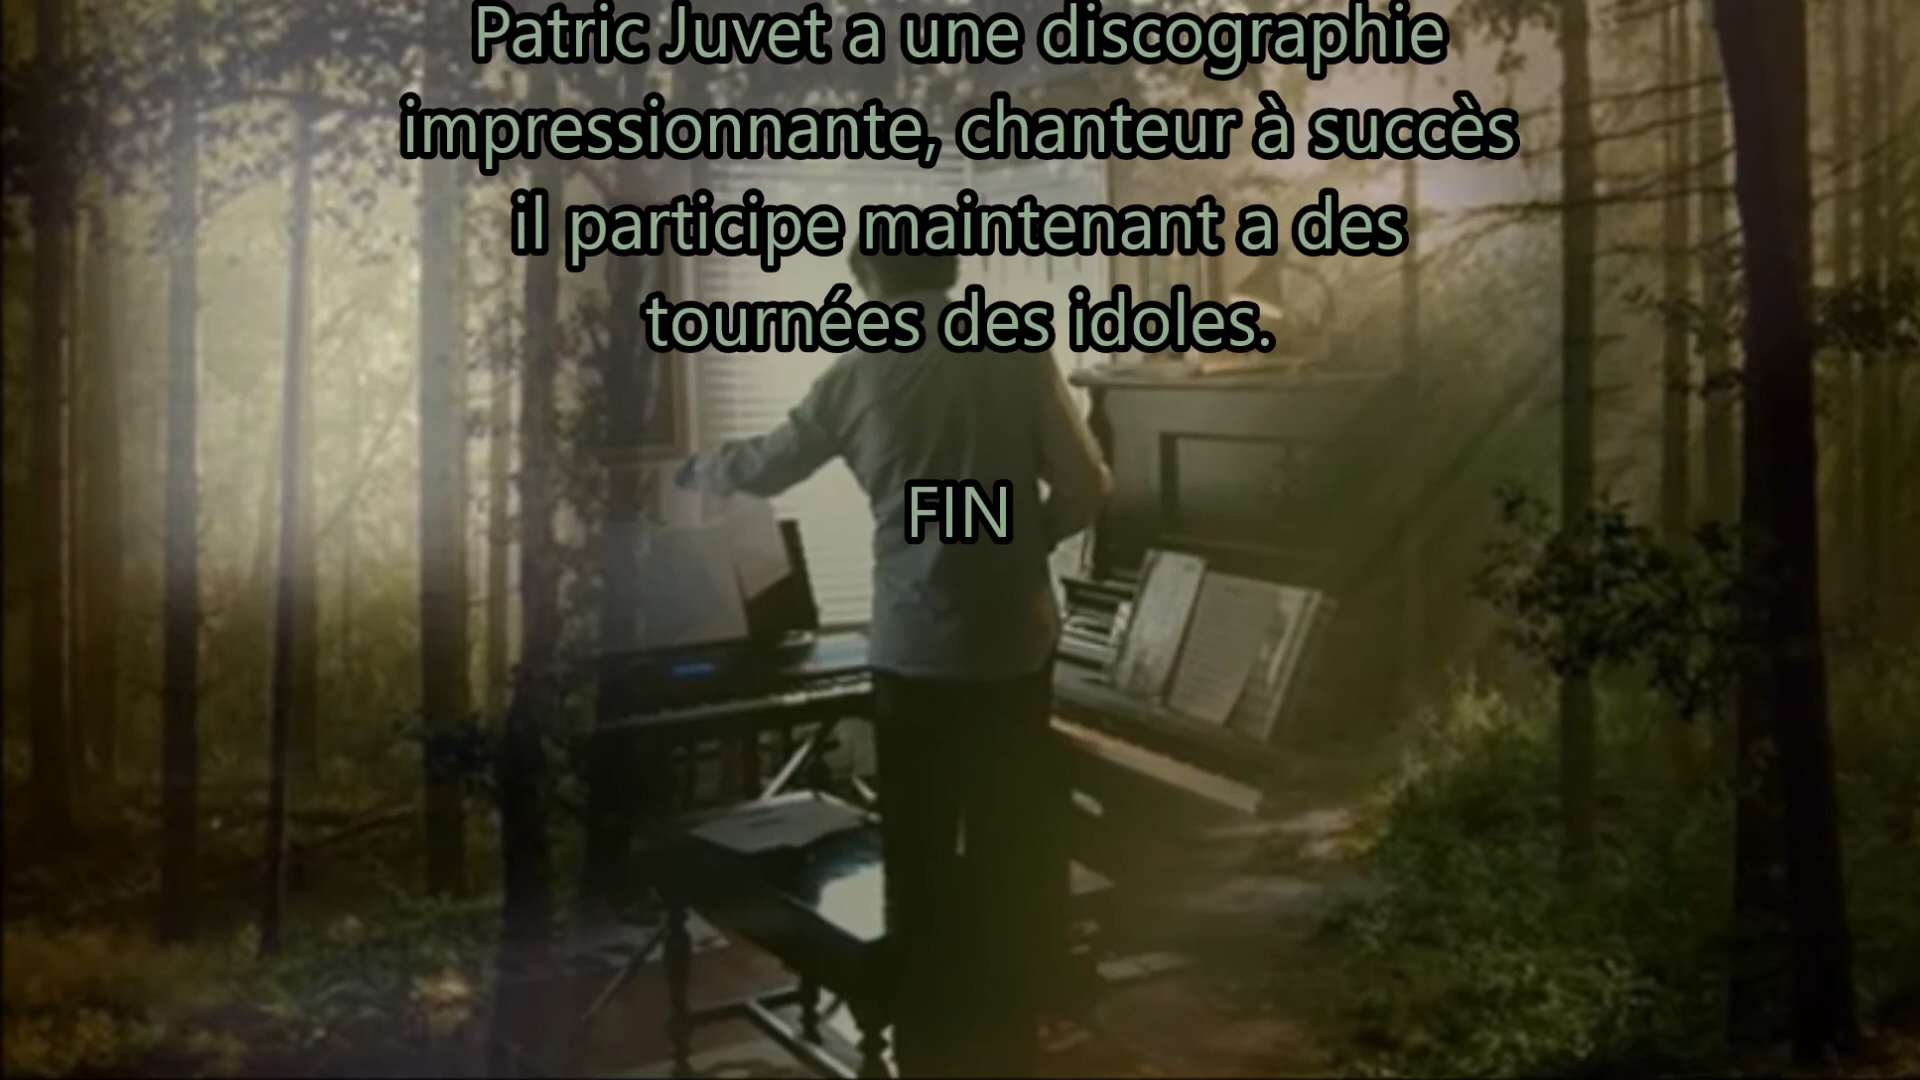 Patric Juvet a une discographie
impressionnante, chanteur à succès
il participe maintenant a des
tournées des idoles.
FIN